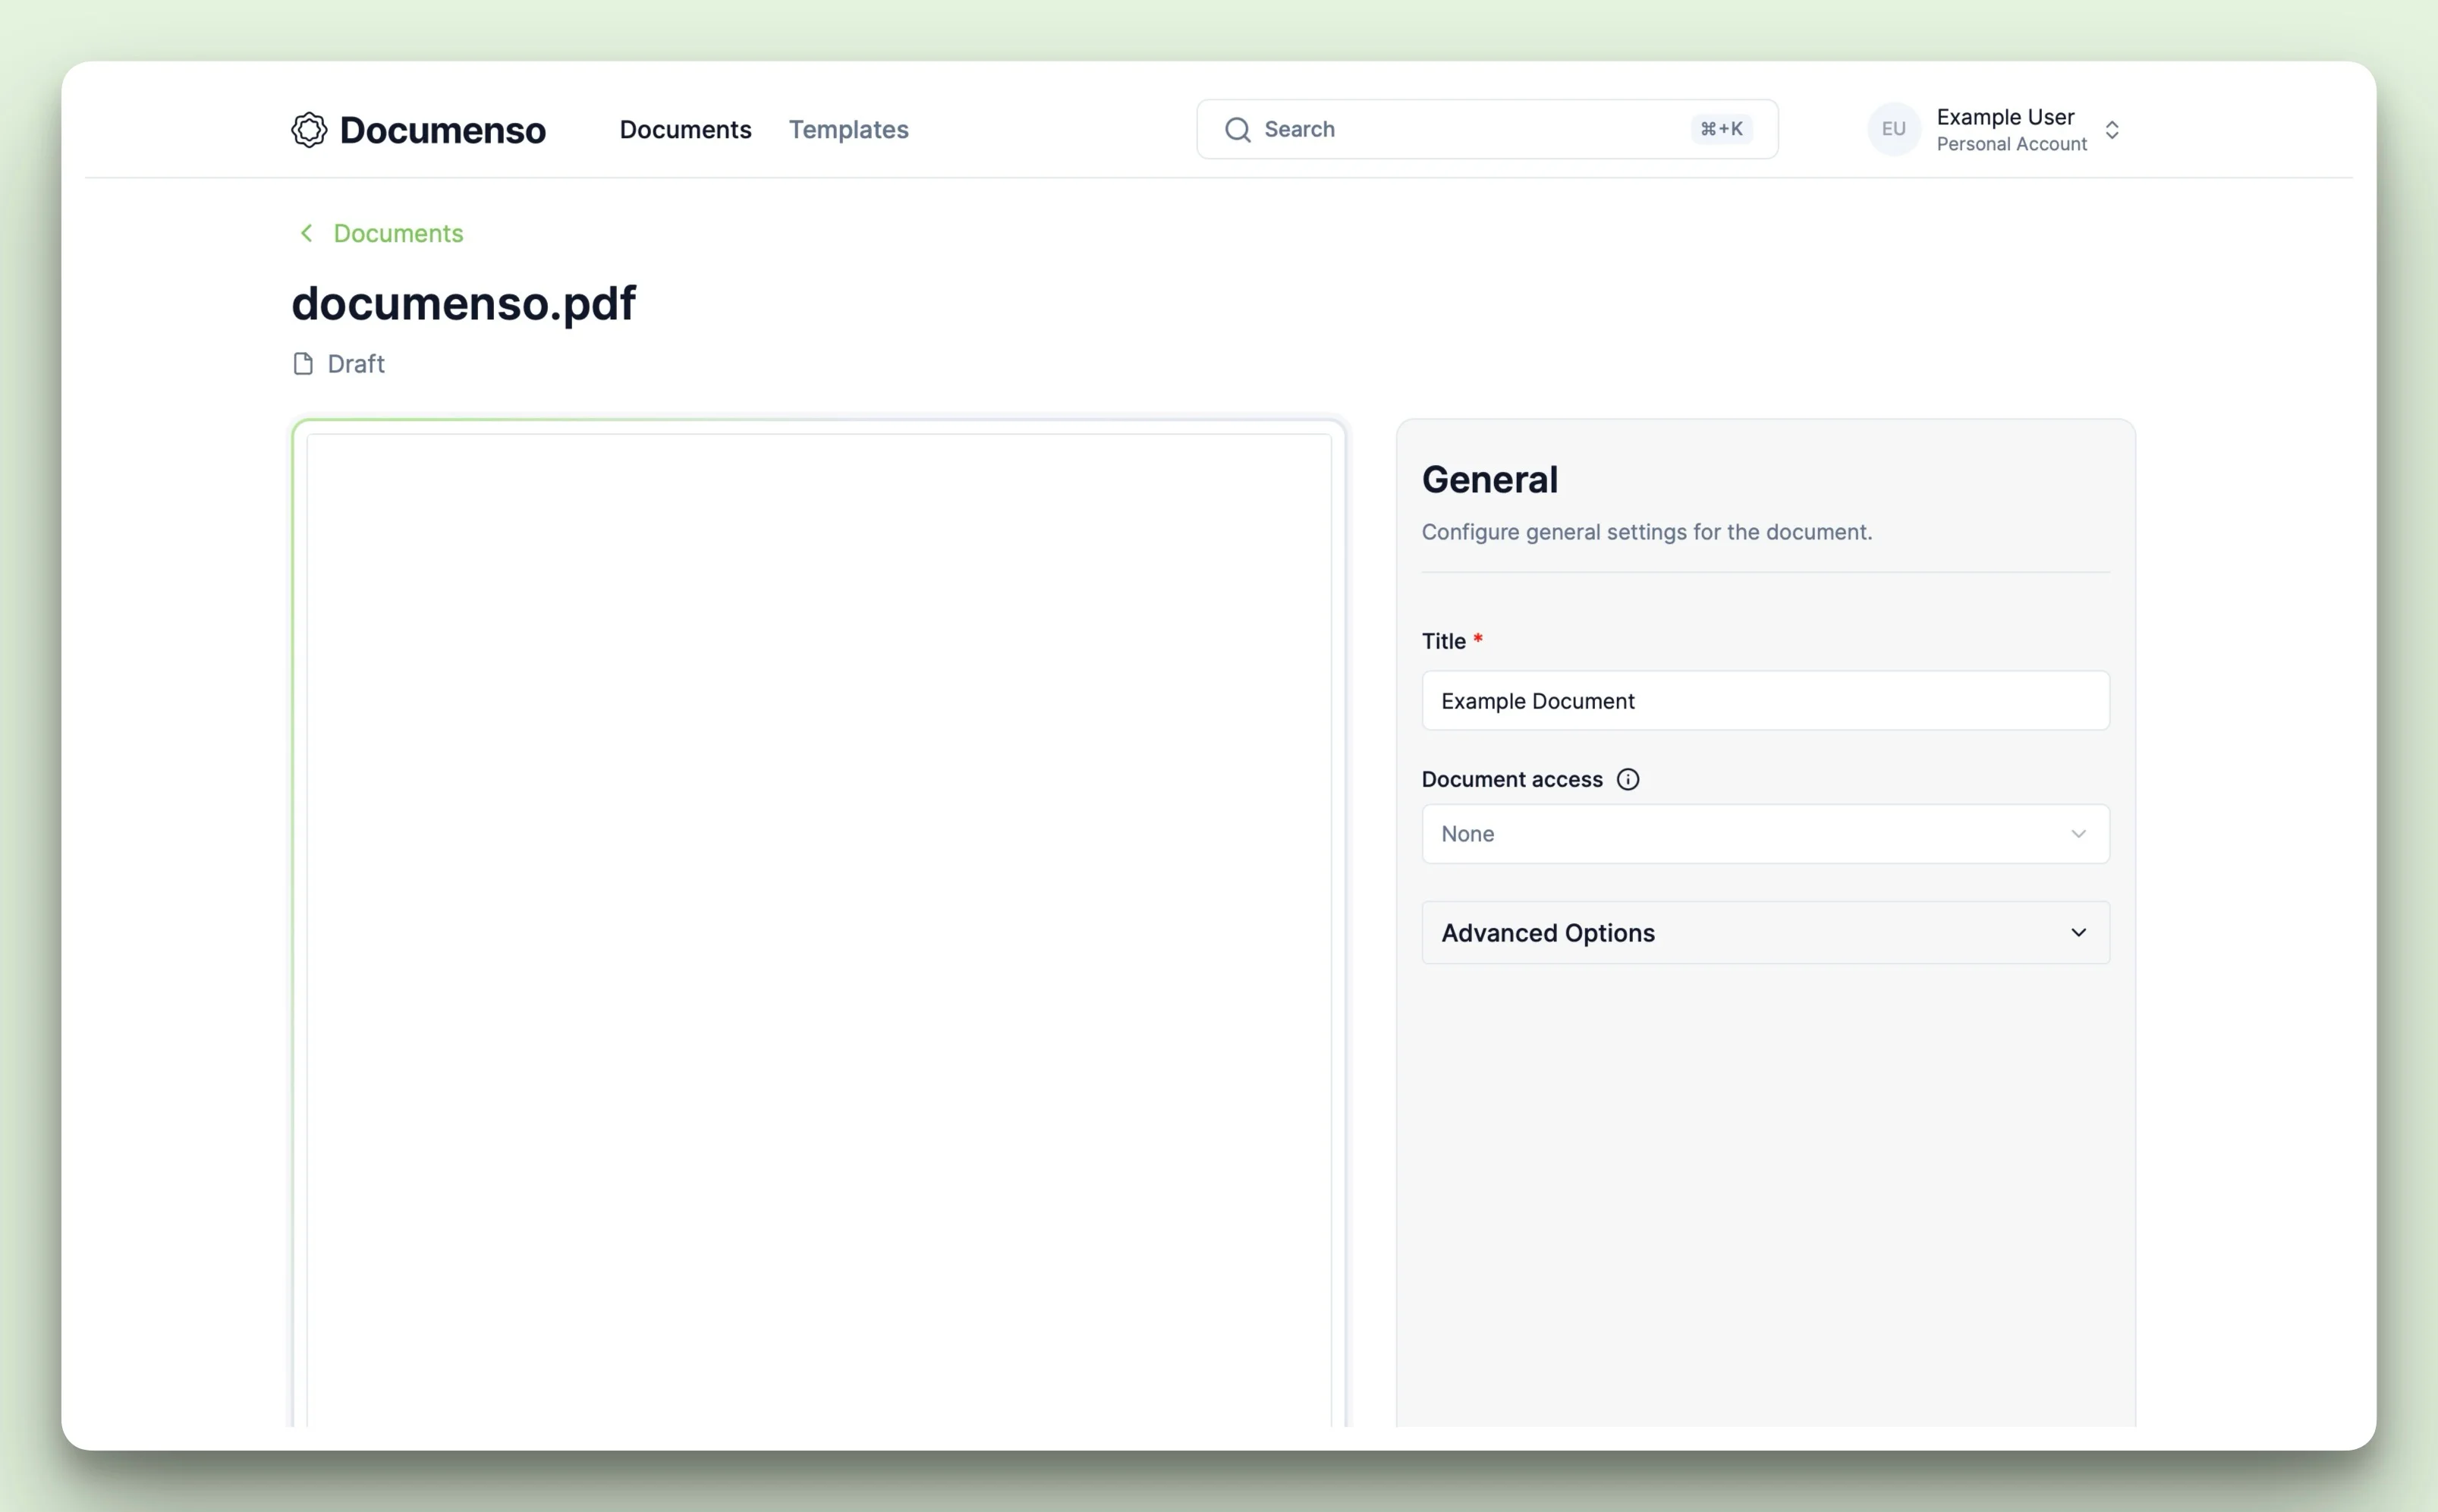 Documenso
Documents
Templates
Search
⌘+K
EU
Example User
Personal Account
Documents
documenso.pdf
Draft
General
Configure general settings for the document.
Title *
Example Document
Document access
None
Advanced Options